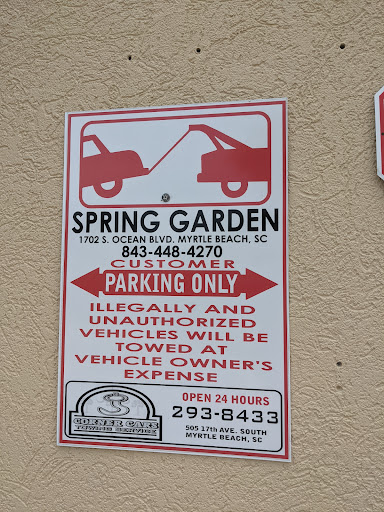 SPRING GARDEN
1702 S. OCEAN BLVD. MYRTLE BEACH, SC
843-448-4270
CUSTOMER
PARKING ONLY
ILLEGALLY AND
UNAUTHORIZED
VEHICLES WILL BE
TOWED AT
VEHICLE OWNER'S
EXPENSE
CORNER CARS
TOWING SERVICE
OPEN 24 HOURS
293-8433
505 17th AVE. SOUTH
MYRTLE BEACH, SC